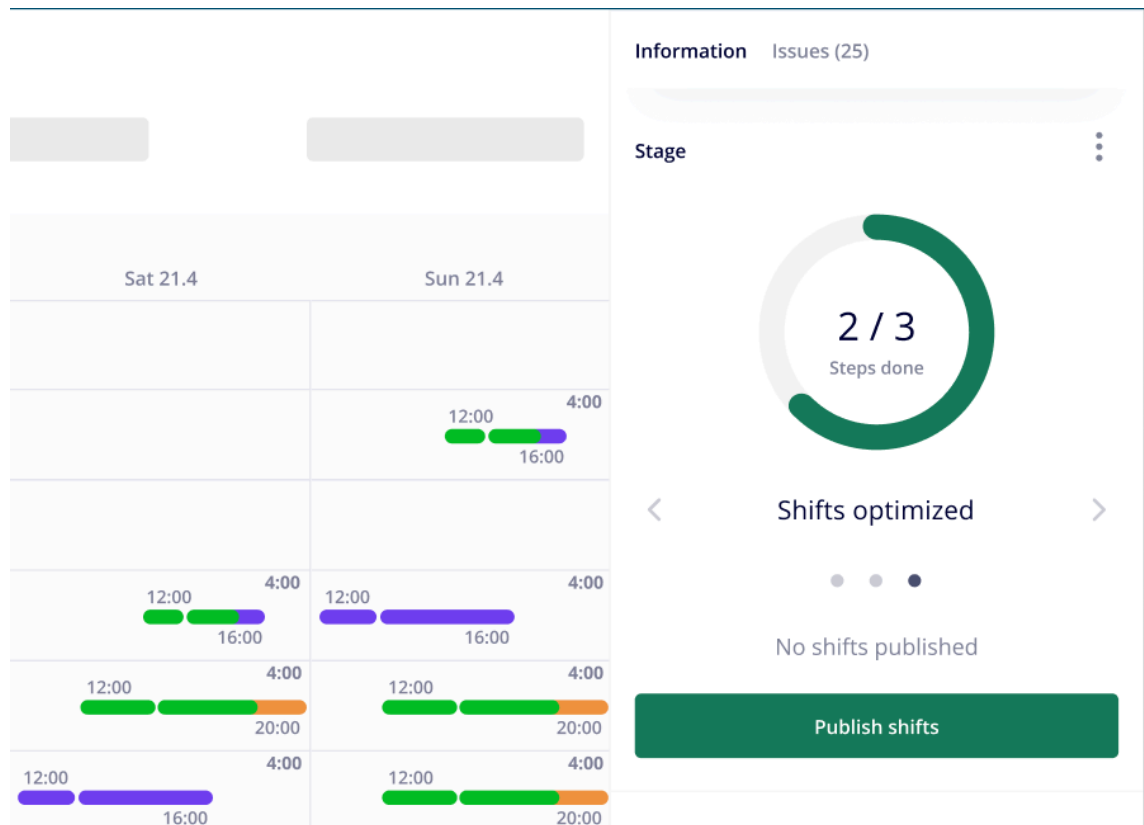 Information Issues (25)
Stage
Sat 21.4 Sun 21.4
2 / 3
Steps done
4:00
12:00
16:00
Shifts optimized
4:00 4:00
12:00 12:00
16:00 16:00
No shifts published
4:00 4:00
12:00 12:00
20:00 20:00
Publish shifts
4:00 4:00
12:00 12:00
16:00 20:00